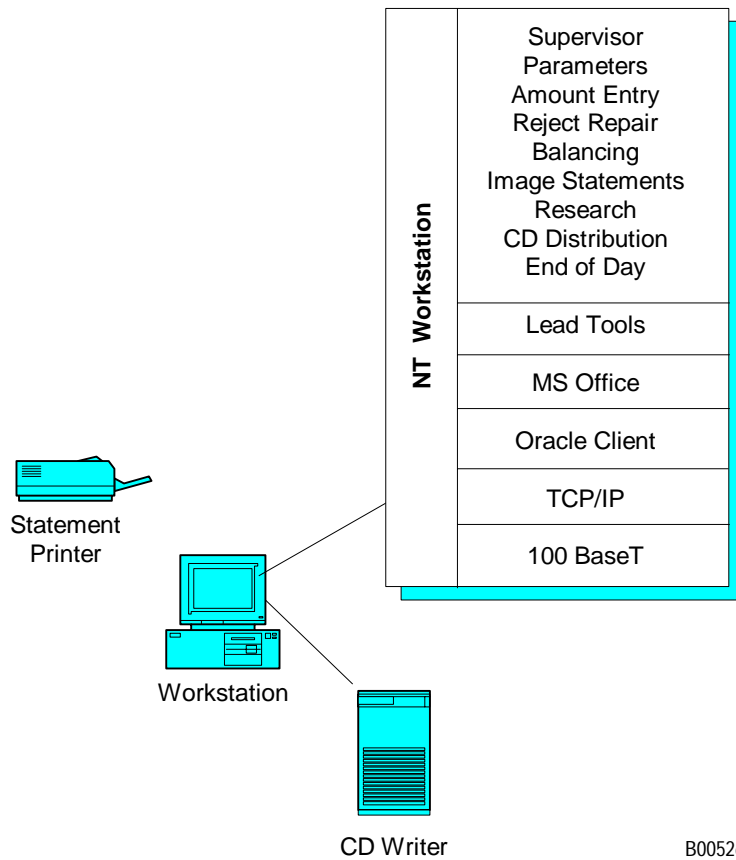 Supervisor
Parameters
Amount Entry
Reject Repair
Balancing
Image Statements
Research
CD Distribution
End of Day
NT Workstation
Lead Tools
MS Office
Oracle Client
TCP/IP
100 BaseT
Statement
Printer
Workstation
CD Writer